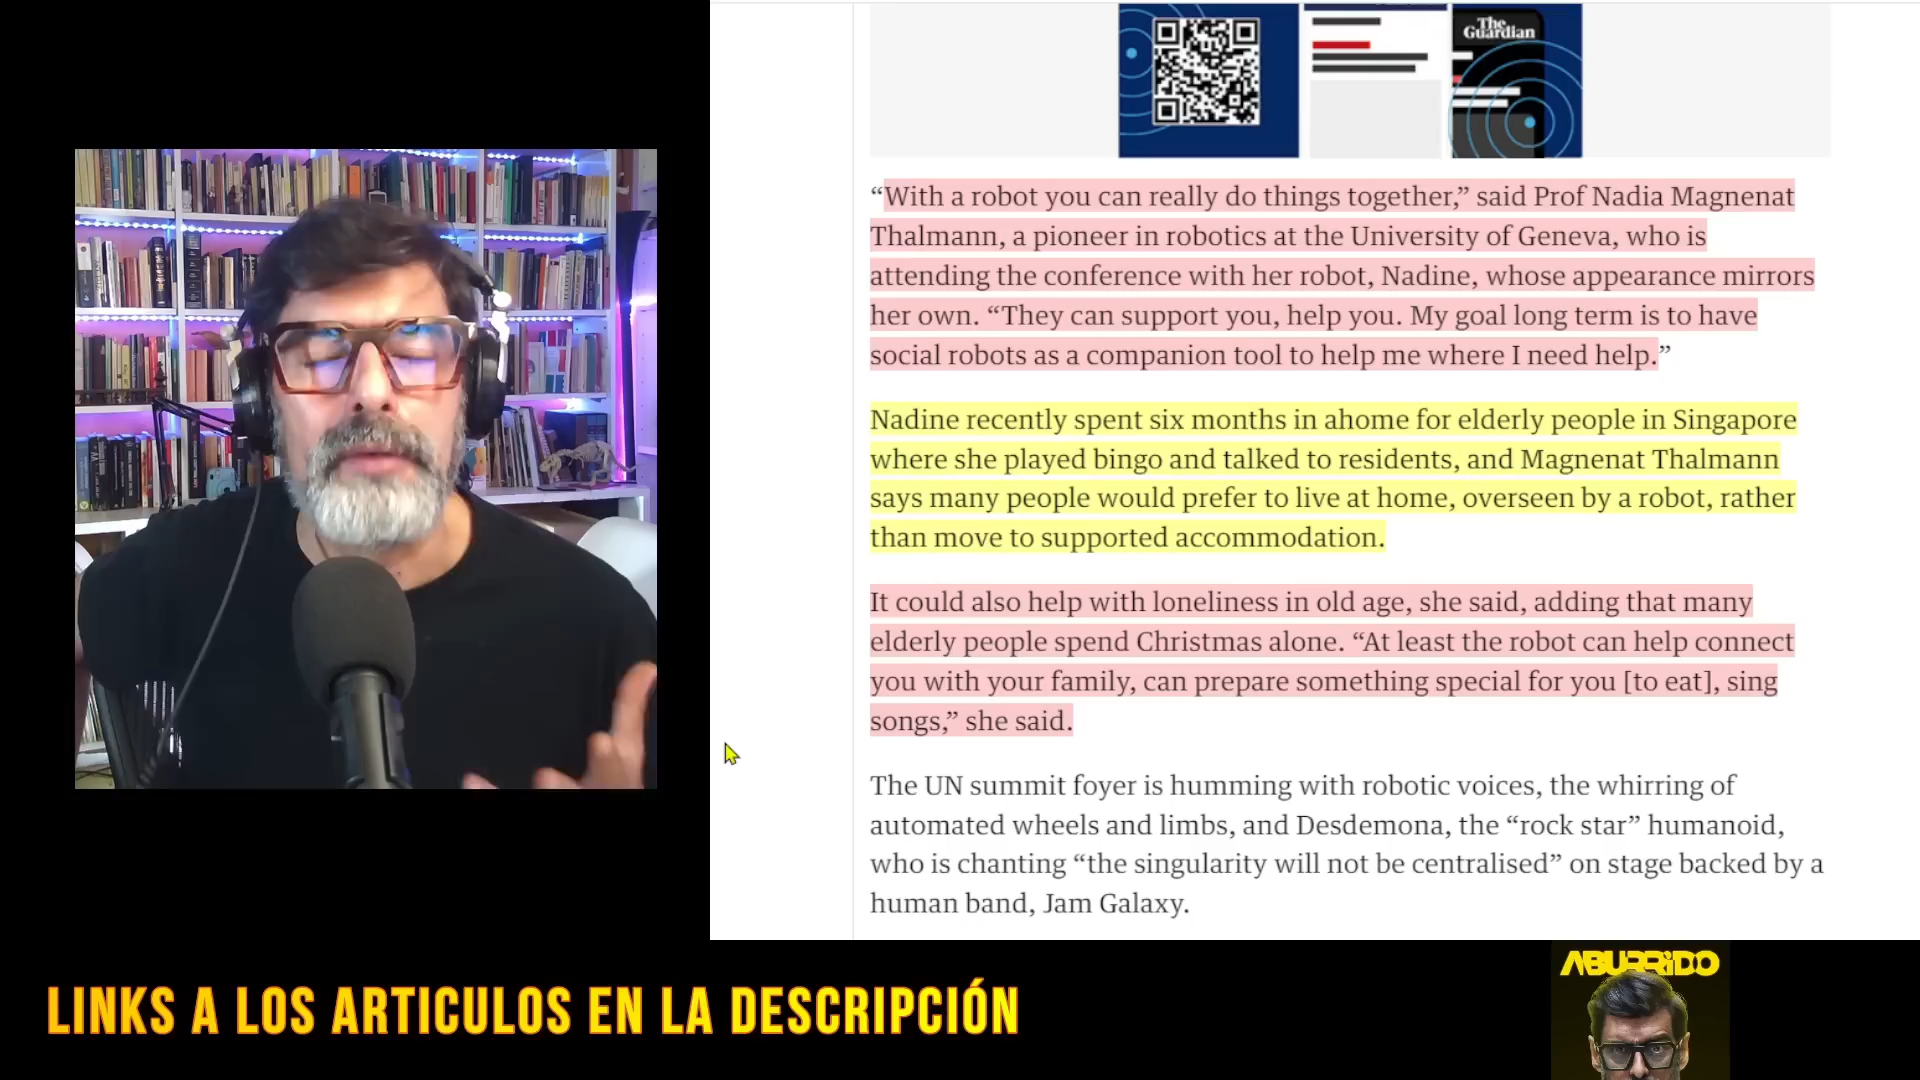 The
Guardian
“With a robot you can really do things together,” said Prof Nadia Magnenat
Thalmann, a pioneer in robotics at the University of Geneva, who is
attending the conference with her robot, Nadine, whose appearance mirrors
her own. “They can support you, help you. My goal long term is to have
social robots as a companion tool to help me where I need help.”
Nadine recently spent six months in ahome for elderly people in Singapore
where she played bingo and talked to residents, and Magnenat Thalmann
says many people would prefer to live at home, overseen by a robot, rather
than move to supported accommodation.
It could also help with loneliness in old age, she said, adding that many
elderly people spend Christmas alone. “At least the robot can help connect
you with your family, can prepare something special for you [to eat], sing
songs,” she said.
The UN summit foyer is humming with robotic voices, the whirring of
automated wheels and limbs, and Desdemona, the “rock star” humanoid,
who is chanting “the singularity will not be centralised” on stage backed by a
human band, Jam Galaxy.
LINKS A LOS ARTICULOS EN LA DESCRIPCIÓN
ABURRiDO